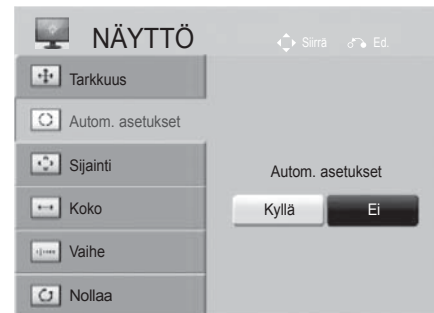 NÄYTTÖ
Siirrä Ed.
Tarkkuus
Autom. asetukset
Sijainti
Koko
Vaihe
Nollaa
Autom. asetukset
Kyllä Ei